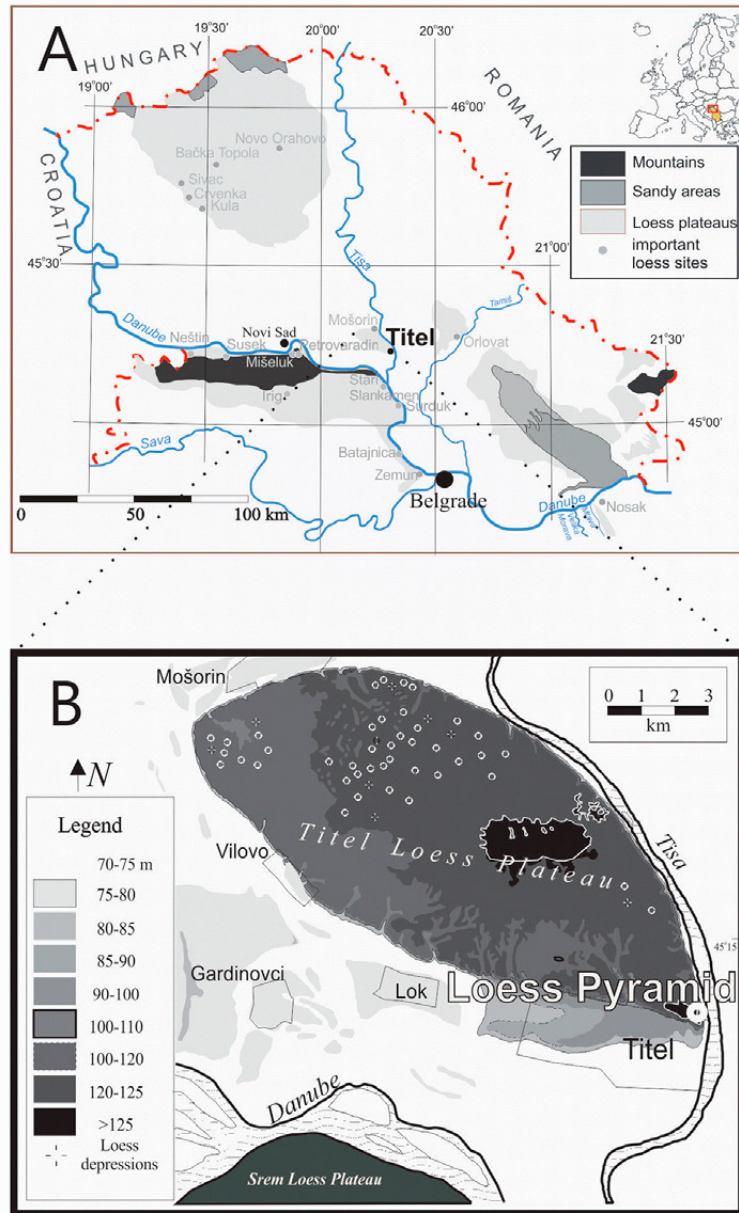 A
HUNGARY
19°30'
20°00'
20°30'
19°00'
ROMANIA
46°00'
CROATIA
Novo Orahovo
Bačka Topola
Sivac
Crvenka
Kula
Mountains
Sandy areas
Loess plateaus
important
loess sites
Tisa
45°30'
21°00'
Tamiš
Danube
Neštin
Susek
Novi Sad
Petrovaradin
Mišeluk
Mošorin
Titel
Orlovat
21°30'
Irig
Stari
Slankamen
Surduk
45°00'
Sava
Batajnica
Zemun
Belgrade
0
50
100 km
Danube
Nosak
Velika
Morava
B
Mošorin
0 1 2 3
km
N
Legend
70-75 m
75-80
80-85
85-90
90-100
100-110
100-120
120-125
>125
Loess
depressions
Vilovo
Titel Loess Plateau
Tisa
45°15'
Gardinovci
Lok
Loess Pyramid
Titel
Danube
Srem Loess Plateau